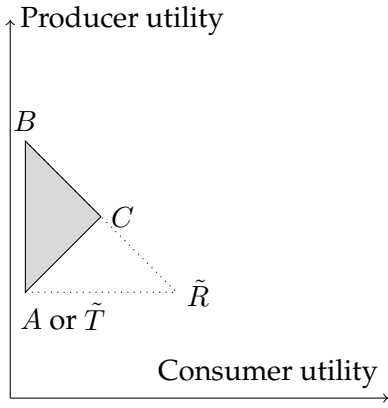 Producer utility
B
C
R̃
A or T̃
Consumer utility